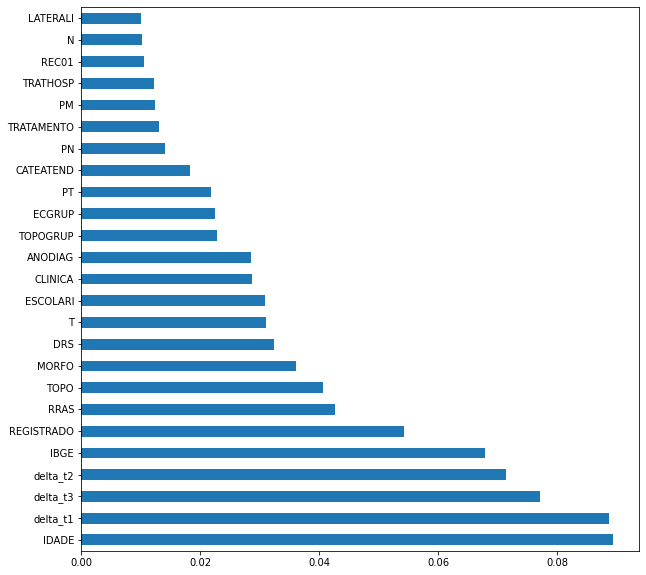 LATERALI
N
REC01
TRATHOSP
PM
TRATAMENTO
PN
CATEATEND
PT
ECGRUP
TOPOGRUP
ANODIAG
CLINICA
ESCOLARI
T
DRS
MORFO
TOPO
RRAS
REGISTRADO
IBGE
delta_t2
delta_t3
delta_t1
IDADE
0.00 0.02 0.04 0.06 0.08